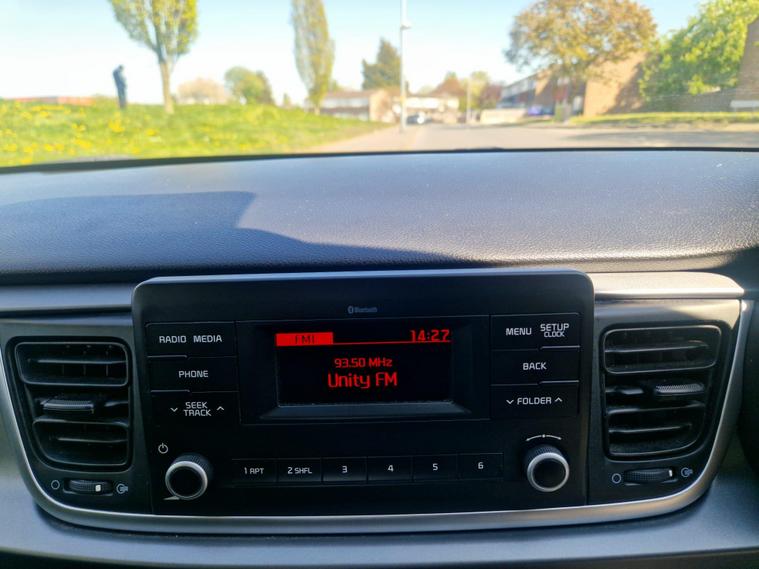 Bluetooth
RADIO MEDIA
PHONE
SEEK
TRACK
FM1 14:27
93.50 MHz
Unity FM
MENU SETUP
CLOCK
BACK
FOLDER
1 RPT 2 SHFL 3 4 5 6